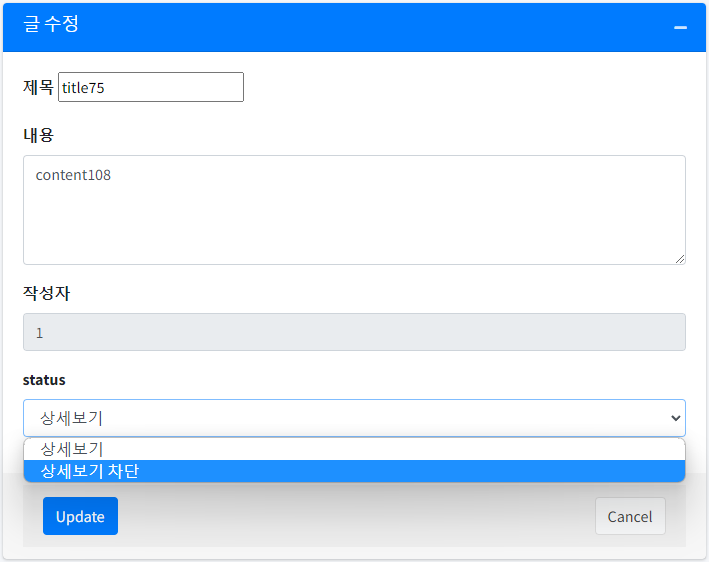 글 수정
제목 title75
내용
content108
작성자
1
status
상세보기
상세보기
상세보기 차단
Update Cancel